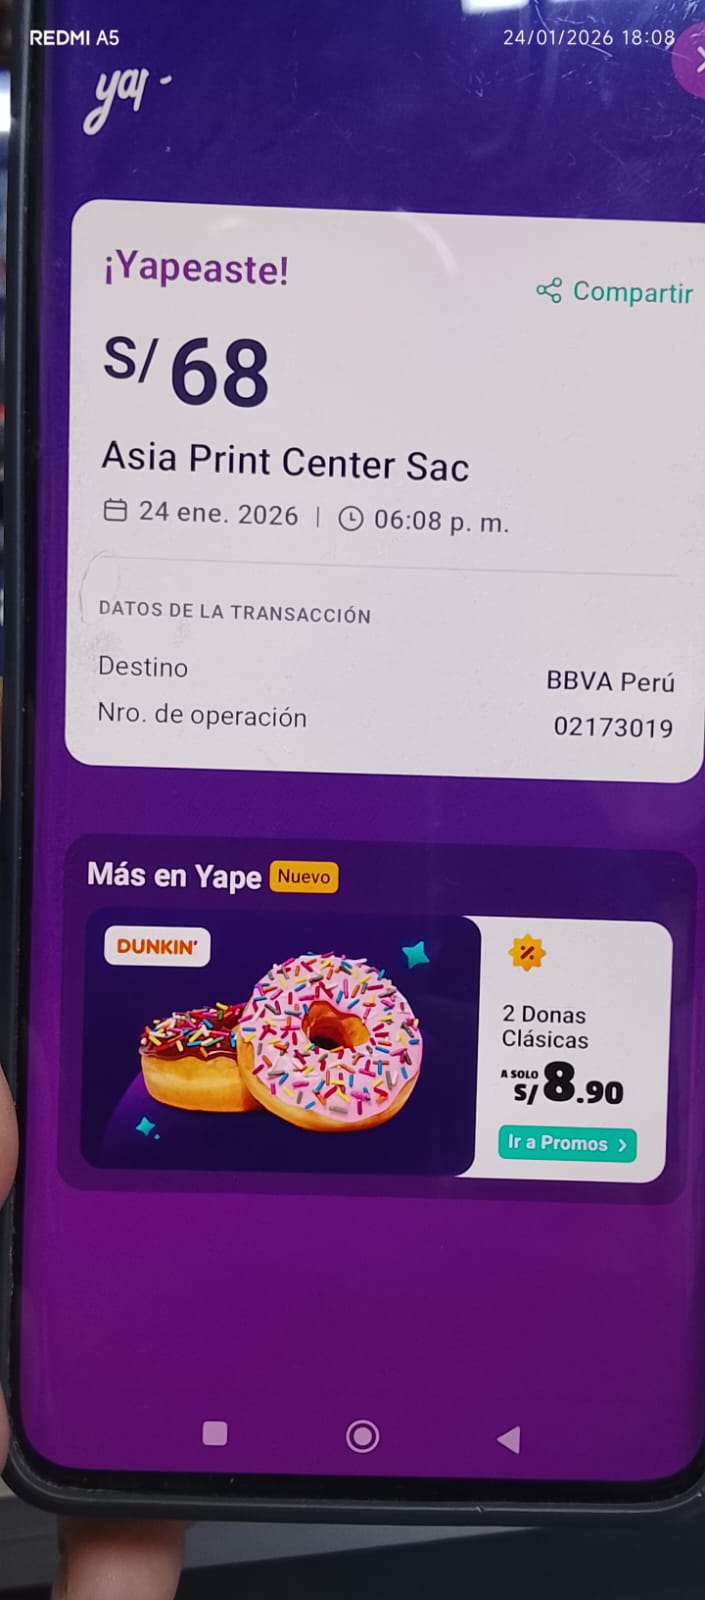 REDMI A5
24/01/2026 18:08
yap
¡Yapeaste!
Compartir
S/ 68
Asia Print Center Sac
24 ene. 2026 | 06:08 p. m.
DATOS DE LA TRANSACCIÓN
Destino BBVA Perú
Nro. de operación 02173019
Más en Yape Nuevo
DUNKIN'
2 Donas
Clásicas
A SOLO
S/ 8.90
Ir a Promos >